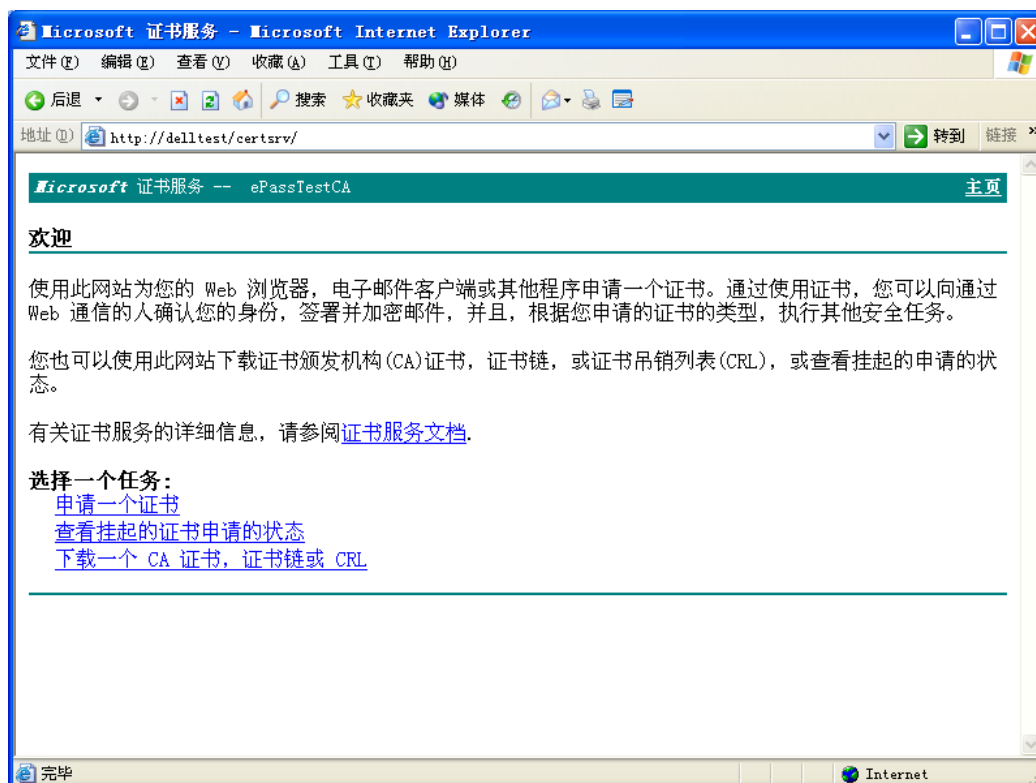 Microsoft 证书服务 - Microsoft Internet Explorer
文件(F) 编辑(E) 查看(V) 收藏(A) 工具(T) 帮助(H)
后退 搜索 收藏夹 媒体
地址(D) http://delltest/certsrv/ 转到 链接 »
Microsoft 证书服务 -- ePassTestCA 主页
欢迎
使用此网站为您的 Web 浏览器，电子邮件客户端或其他程序申请一个证书。通过使用证书，您可以向通过
Web 通信的人确认您的身份，签署并加密邮件，并且，根据您申请的证书的类型，执行其他安全任务。
您也可以使用此网站下载证书颁发机构(CA)证书，证书链，或证书吊销列表(CRL)，或查看挂起的申请的状
态。
有关证书服务的详细信息，请参阅证书服务文档.
选择一个任务:
申请一个证书
查看挂起的证书申请的状态
下载一个 CA 证书，证书链或 CRL
完毕 Internet